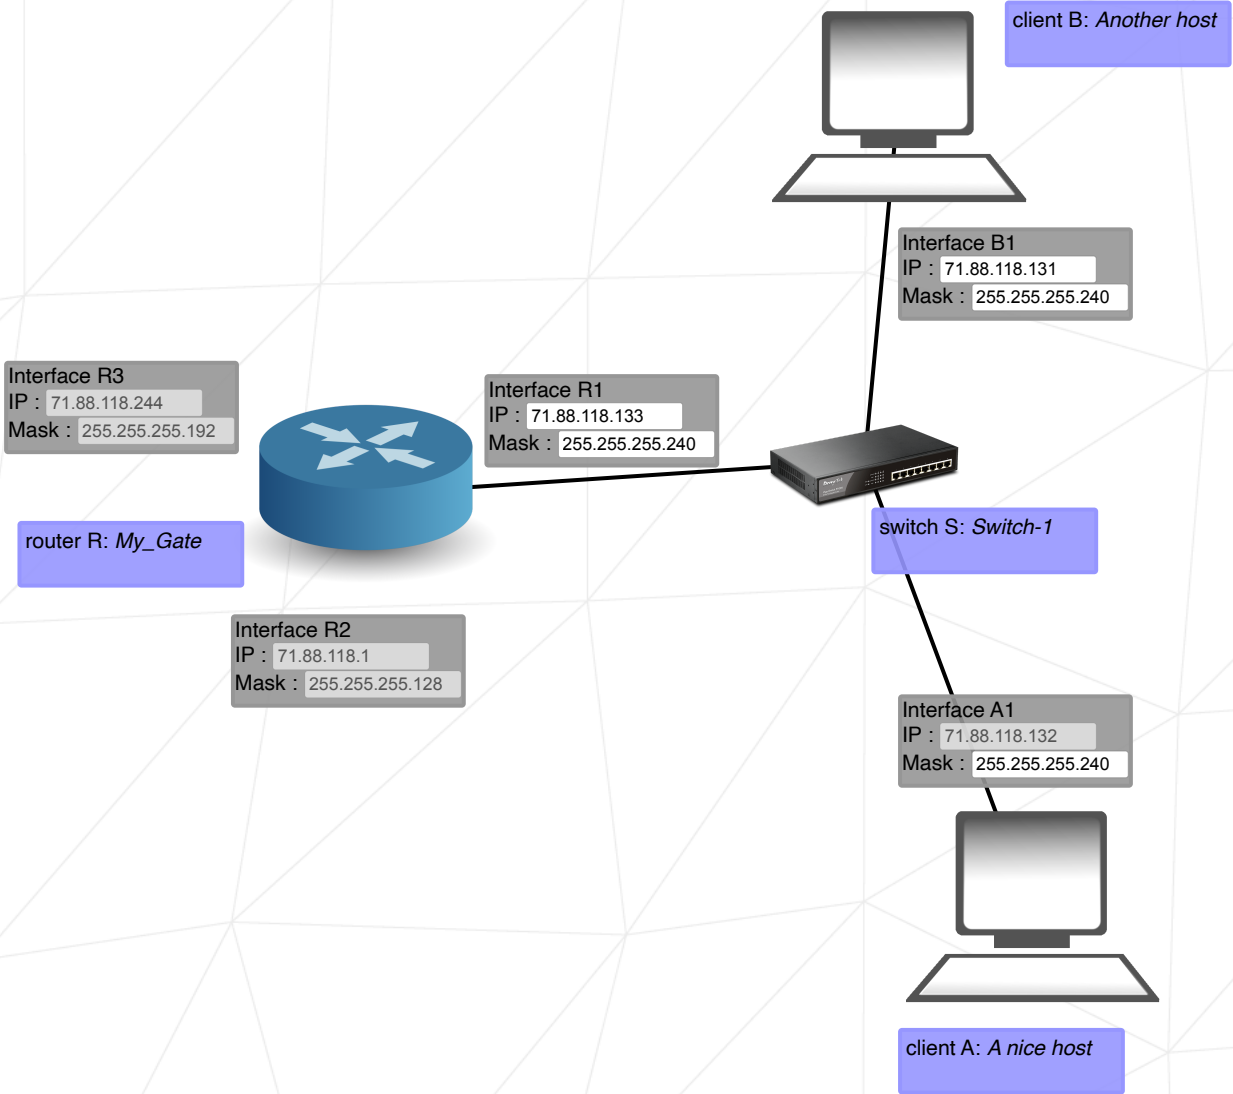 client B: Another host
Interface B1
IP : 71.88.118.131
Mask : 255.255.255.240
Interface R3
IP : 71.88.118.244
Mask : 255.255.255.192
Interface R1
IP : 71.88.118.133
Mask : 255.255.255.240
router R: My_Gate
switch S: Switch-1
Interface R2
IP : 71.88.118.1
Mask : 255.255.255.128
Interface A1
IP : 71.88.118.132
Mask : 255.255.255.240
client A: A nice host